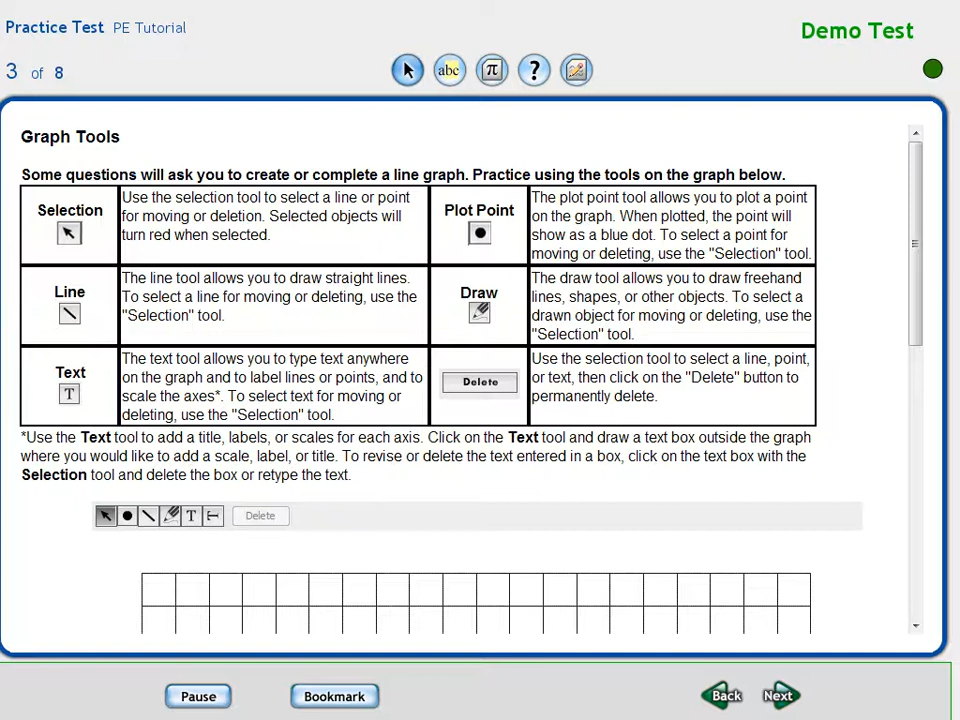 Practice Test PE Tutorial
Demo Test
3 of 8
abc
π
?
Graph Tools
Some questions will ask you to create or complete a line graph. Practice using the tools on the graph below.
Selection
Use the selection tool to select a line or point
for moving or deletion. Selected objects will
turn red when selected.
Plot Point
The plot point tool allows you to plot a point
on the graph. When plotted, the point will
show as a blue dot. To select a point for
moving or deleting, use the "Selection" tool.
Line
The line tool allows you to draw straight lines.
To select a line for moving or deleting, use the
"Selection" tool.
Draw
The draw tool allows you to draw freehand
lines, shapes, or other objects. To select a
drawn object for moving or deleting, use the
"Selection" tool.
Text
T
The text tool allows you to type text anywhere
on the graph and to label lines or points, and to
scale the axes*. To select text for moving or
deleting, use the "Selection" tool.
Delete
Use the selection tool to select a line, point,
or text, then click on the "Delete" button to
permanently delete.
*Use the Text tool to add a title, labels, or scales for each axis. Click on the Text tool and draw a text box outside the graph
where you would like to add a scale, label, or title. To revise or delete the text entered in a box, click on the text box with the
Selection tool and delete the box or retype the text.
T Delete
Pause Bookmark Back Next